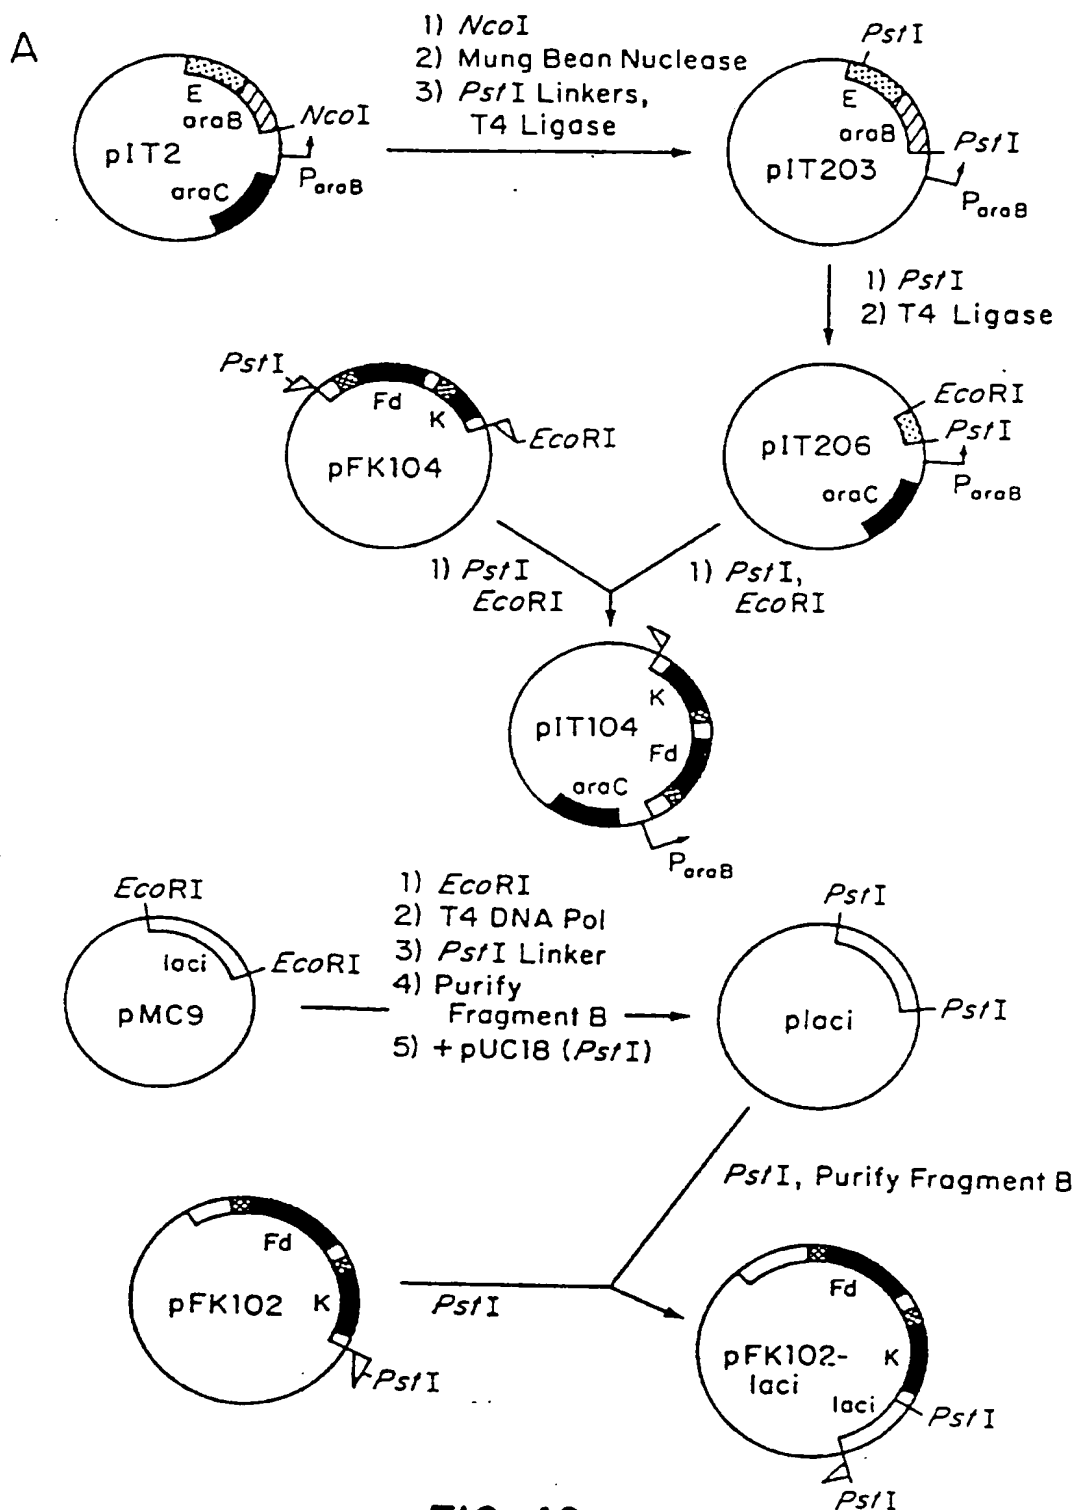 A
1) NcoI
2) Mung Bean Nuclease
3) PstI Linkers,
T4 Ligase
E
araB
NcoI
pIT2
araC
ParaB
PstI
E
araB
PstI
pIT203
ParaB
1) PstI
2) T4 Ligase
PstI
Fd
K
EcoRI
pFK104
EcoRI
PstI
pIT206
araC
ParaB
1) PstI
EcoRI
1) PstI,
EcoRI
K
pIT104
Fd
araC
ParaB
EcoRI
laci
EcoRI
pMC9
1) EcoRI
2) T4 DNA Pol
3) PstI Linker
4) Purify
Fragment B
5) + pUC18 (PstI)
PstI
PstI
placi
PstI, Purify Fragment B
Fd
pFK102
K
PstI
PstI
Fd
pFK102-
laci
K
laci
PstI
PstI